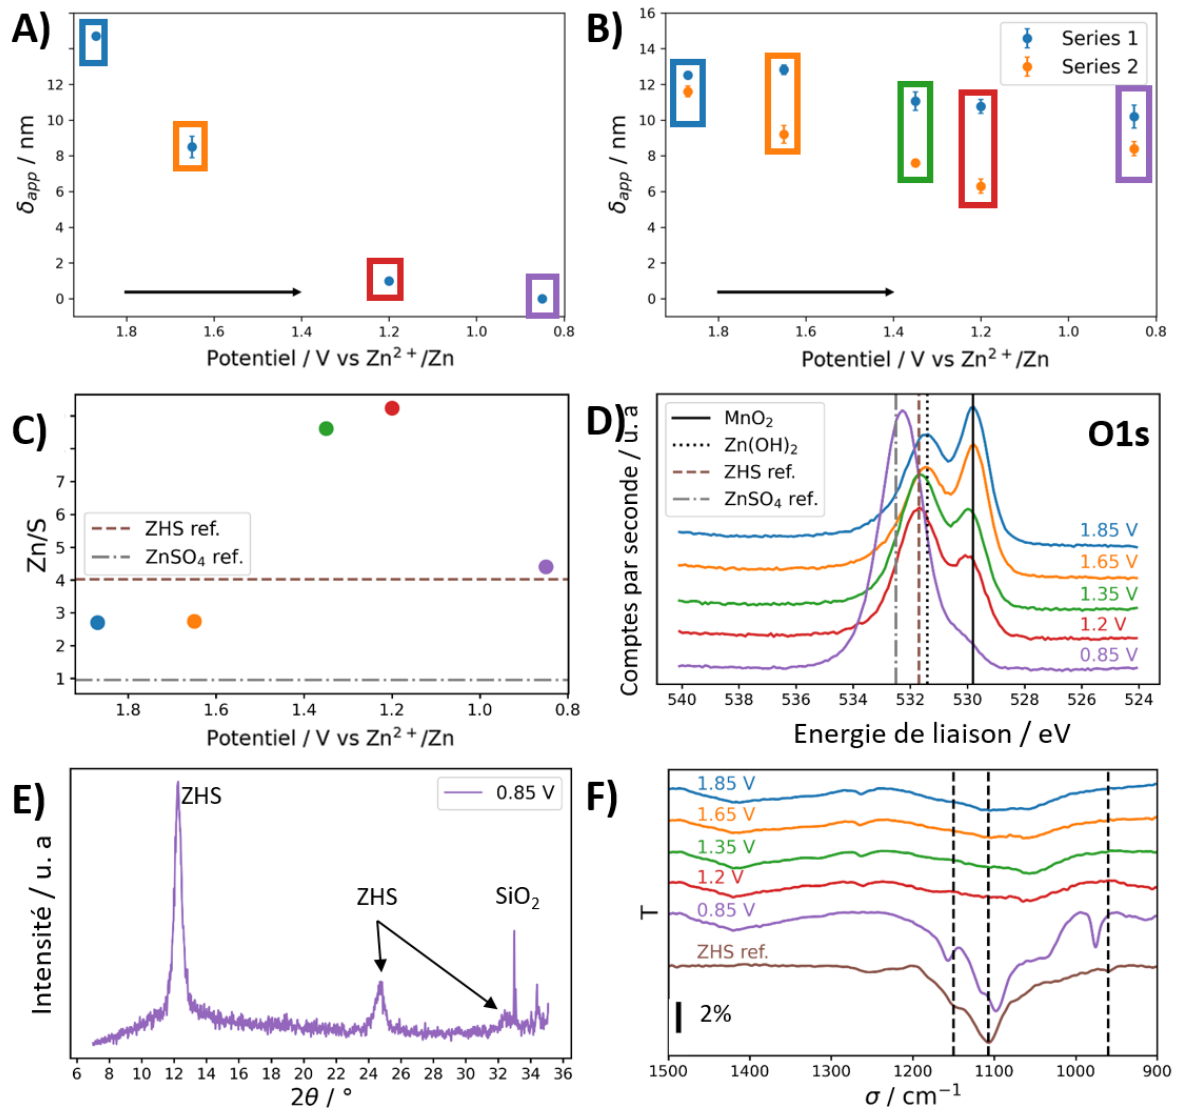 A)
12
10
8
6
4
2
0
δapp / nm
1.8
1.6
1.4
1.2
1.0
0.8
Potentiel / V vs Zn²⁺/Zn
B)
16
14
12
10
8
6
4
2
0
δapp / nm
Series 1
Series 2
1.8
1.6
1.4
1.2
1.0
0.8
Potentiel / V vs Zn²⁺/Zn
C)
7
6
5
4
3
2
1
Zn/S
ZHS ref.
ZnSO₄ ref.
1.8
1.6
1.4
1.2
1.0
0.8
Potentiel / V vs Zn²⁺/Zn
D)
Comptes par seconde / u. a
MnO₂
Zn(OH)₂
ZHS ref.
ZnSO₄ ref.
O1s
1.85 V
1.65 V
1.35 V
1.2 V
0.85 V
540
538
536
534
532
530
528
526
524
Energie de liaison / eV
E)
Intensité / u. a
ZHS
0.85 V
ZHS
SiO₂
6
8
10
12
14
16
18
20
22
24
26
28
30
32
34
36
2θ / °
F)
T
1.85 V
1.65 V
1.35 V
1.2 V
0.85 V
ZHS ref.
2%
1500
1400
1300
1200
1100
1000
900
σ / cm⁻¹